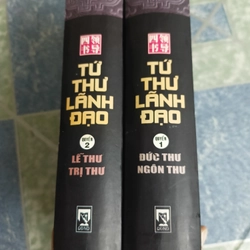 TỨ
THƯ
LÃNH
ĐẠO
QUYỂN
2
LỄ THƯ
TRỊ THƯ
TỨ
THƯ
LÃNH
ĐẠO
QUYỂN
1
ĐỨC THƯ
NGÔN THƯ